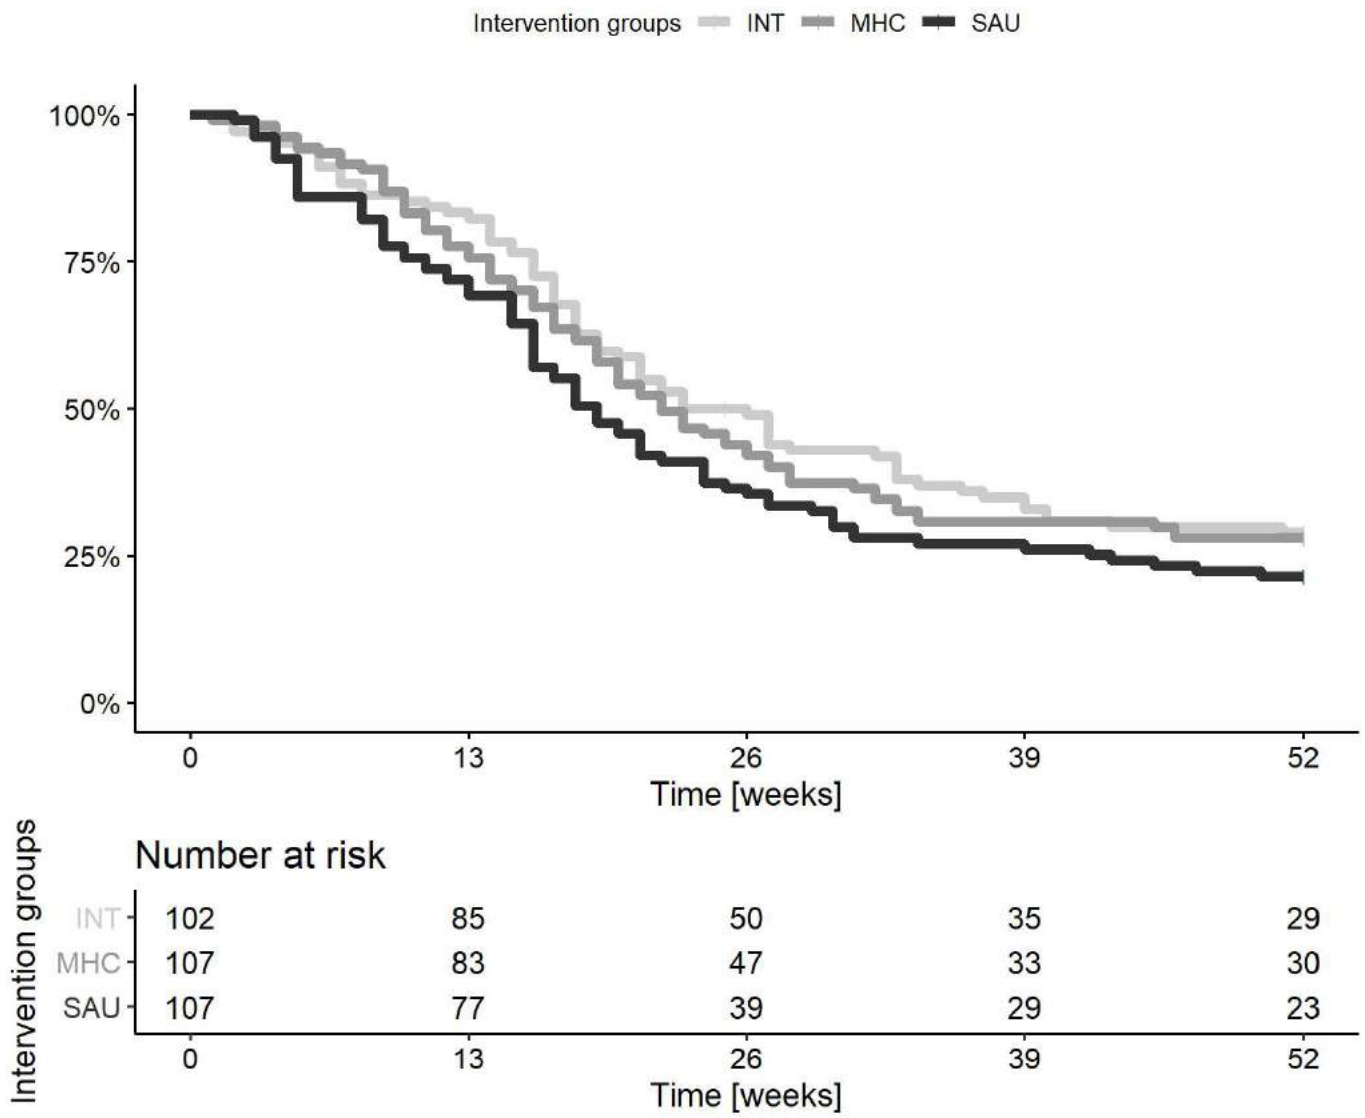 Intervention groups INT MHC SAU
100%
75%
50%
25%
0%
0 13 26 39 52
Time [weeks]
Number at risk
Intervention groups
INT 102 85 50 35 29
MHC 107 83 47 33 30
SAU 107 77 39 29 23
0 13 26 39 52
Time [weeks]